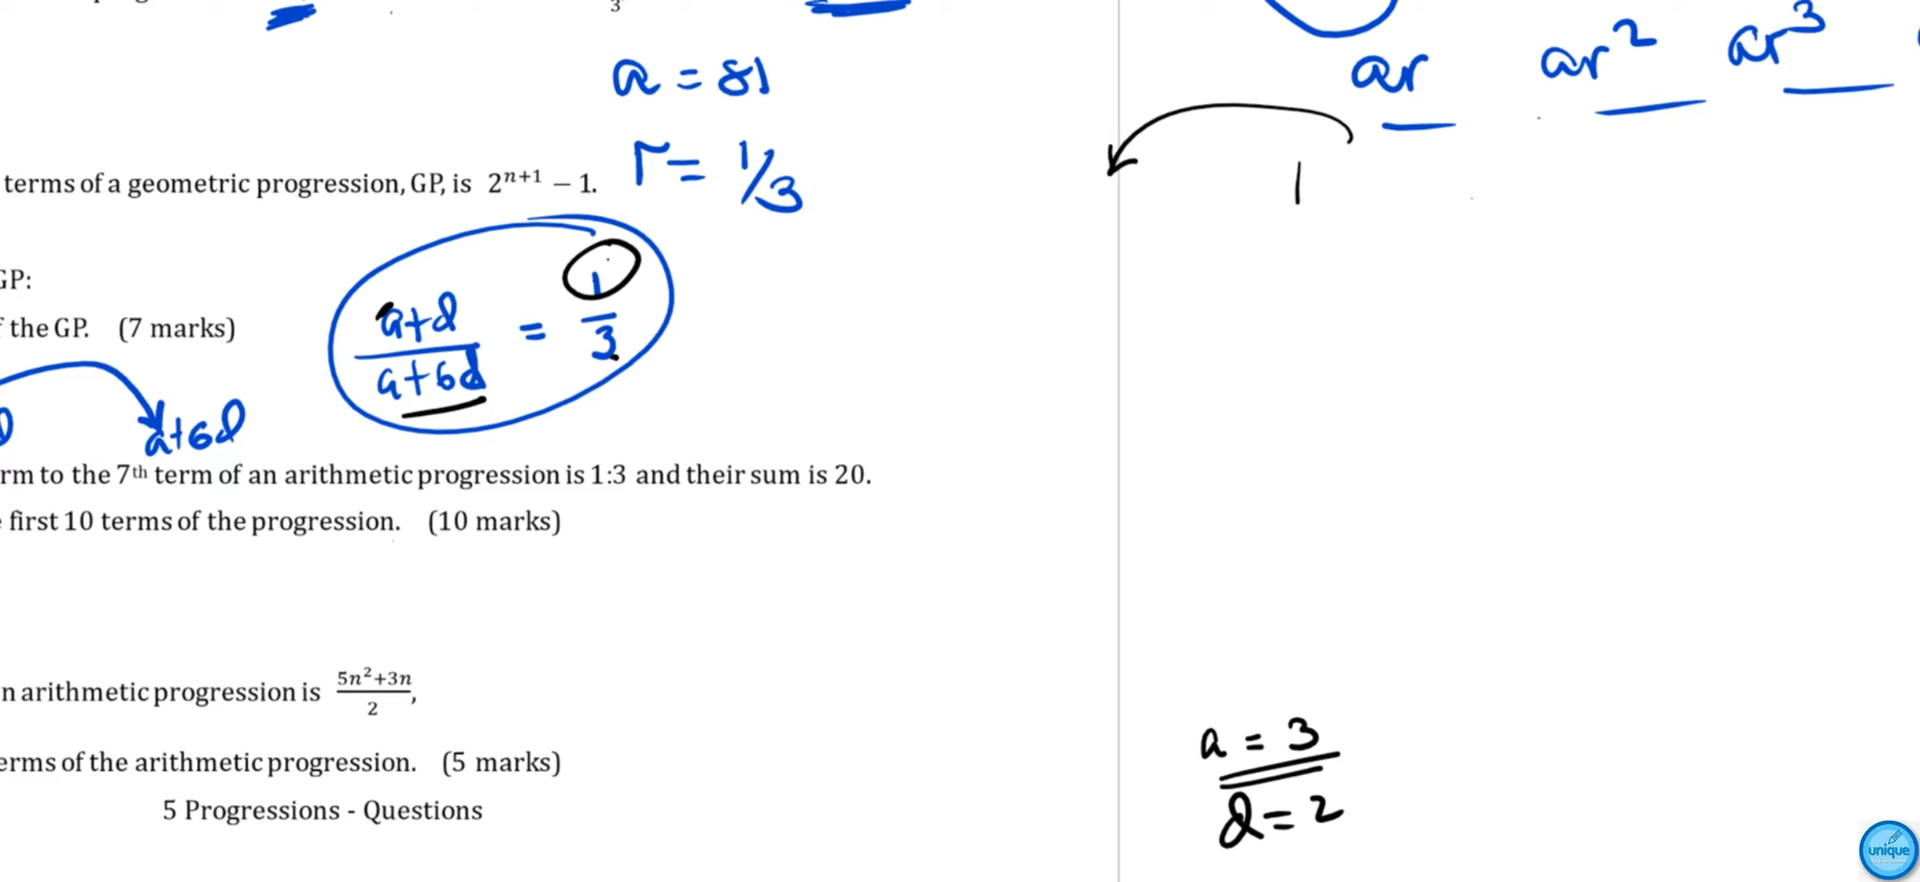 3
a = 81
r = 1/3
ar ar² ar³
1
terms of a geometric progression, GP, is 2ⁿ⁺¹ − 1.
GP:
the GP. (7 marks)
a+d/a+6d = 1/3
a+6d
rm to the 7th term of an arithmetic progression is 1:3 and their sum is 20.
first 10 terms of the progression. (10 marks)
n arithmetic progression is 5n²+3n/2,
erms of the arithmetic progression. (5 marks)
5 Progressions - Questions
a = 3
d = 2
unique